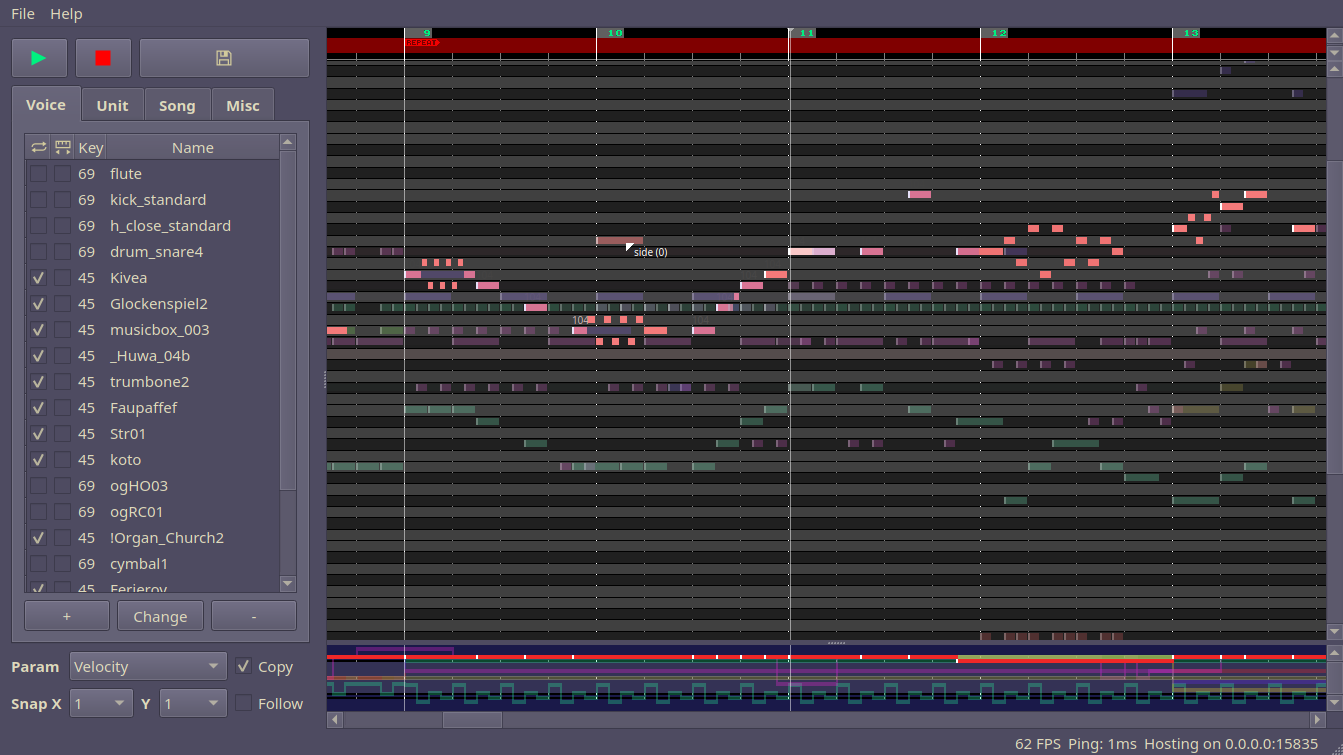 File Help
9 10 11 12 13
REPEAT
Voice Unit Song Misc
Key Name
69 flute
69 kick_standard
69 h_close_standard
69 drum_snare4
side (0)
45 Kivea
45 Glockenspiel2
104
45 musicbox_003
45 _Huwa_04b
45 trumbone2
45 Faupaffef
45 Str01
45 koto
69 ogHO03
69 ogRC01
45 !Organ_Church2
69 cymbal1
+ Change -
Param Velocity Copy
Snap X 1 Y 1 Follow
62 FPS Ping: 1ms Hosting on 0.0.0.0:15835